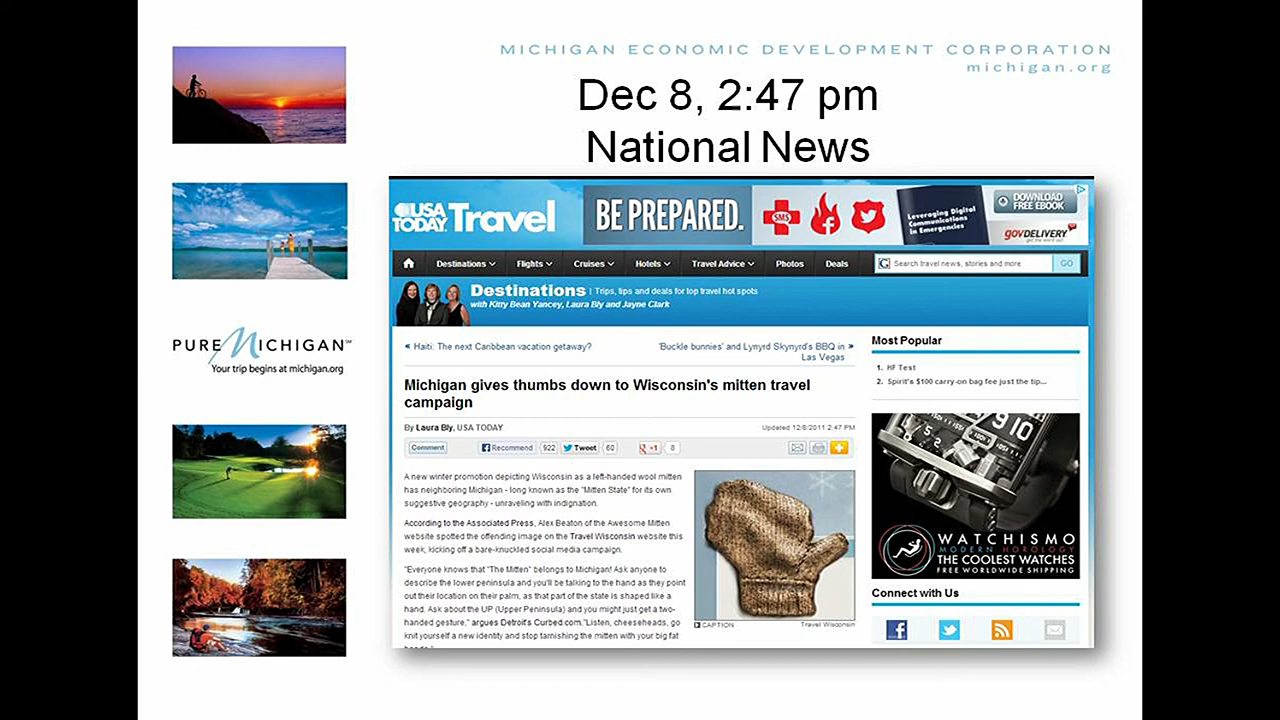 MICHIGAN ECONOMIC DEVELOPMENT CORPORATION
michigan.org
Dec 8, 2:47 pm
National News
PURE MICHIGAN℠
Your trip begins at michigan.org
USA TODAY Travel
BE PREPARED.
SMS
Leveraging Digital
Communications
in Emergencies
DOWNLOAD
FREE EBOOK
GOVDELIVERY
get the word out.
Destinations Flights Cruises Hotels Travel Advice Photos Deals
Search travel news, stories and more GO
Destinations | Trips, tips and deals for top travel hot spots
with Kitty Bean Yancey, Laura Bly and Jayne Clark
« Haiti: The next Caribbean vacation getaway?
'Buckle bunnies' and Lynyrd Skynyrd's BBQ in »
Las Vegas
Michigan gives thumbs down to Wisconsin's mitten travel
campaign
By Laura Bly, USA TODAY
Updated 12/8/2011 2:47 PM
Comment Recommend 922 Tweet 60 +1 8
A new winter promotion depicting Wisconsin as a left-handed wool mitten
has neighboring Michigan - long known as the "Mitten State" for its own
suggestive geography - unraveling with indignation.
According to the Associated Press, Alex Beaton of the Awesome Mitten
website spotted the offending image on the Travel Wisconsin website this
week, kicking off a bare-knuckled social media campaign.
"Everyone knows that "The Mitten" belongs to Michigan! Ask anyone to
describe the lower peninsula and you'll be talking to the hand as they point
out their location on their palm, as that part of the state is shaped like a
hand. Ask about the UP (Upper Peninsula) and you might just get a two-
handed gesture," argues Detroit's Curbed.com."Listen, cheeseheads, go
knit yourself a new identity and stop tarnishing the mitten with your big fat
CAPTION
Travel Wisconsin
Most Popular
1. HF Test
2. Spirit's $100 carry-on bag fee just the tip...
WATCHISMO
MODERN HOROLOGY
THE COOLEST WATCHES
FREE WORLDWIDE SHIPPING
Connect with Us